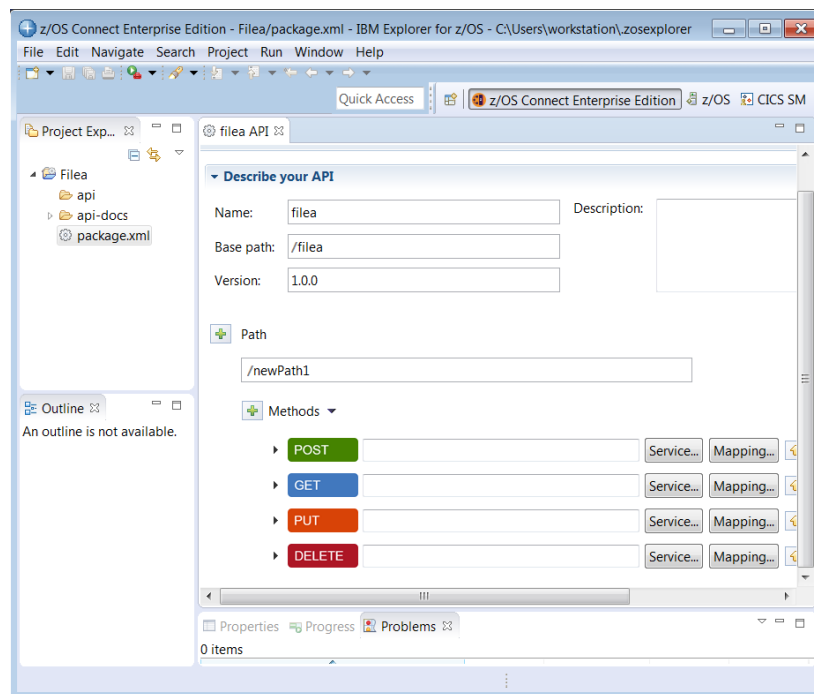 z/OS Connect Enterprise Edition - Filea/package.xml - IBM Explorer for z/OS - C:\Users\workstation\.zosexplorer
File Edit Navigate Search Project Run Window Help
Quick Access
z/OS Connect Enterprise Edition
z/OS
CICS SM
Project Exp...
Filea
api
api-docs
package.xml
Outline
An outline is not available.
filea API
Describe your API
Name: filea
Description:
Base path: /filea
Version: 1.0.0
Path
/newPath1
Methods
POST Service... Mapping...
GET Service... Mapping...
PUT Service... Mapping...
DELETE Service... Mapping...
Properties Progress Problems
0 items